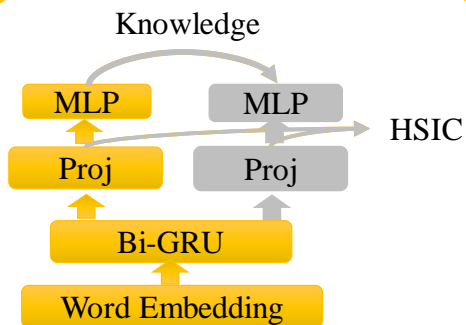 Knowledge
MLP MLP
HSIC
Proj Proj
Bi-GRU
Word Embedding